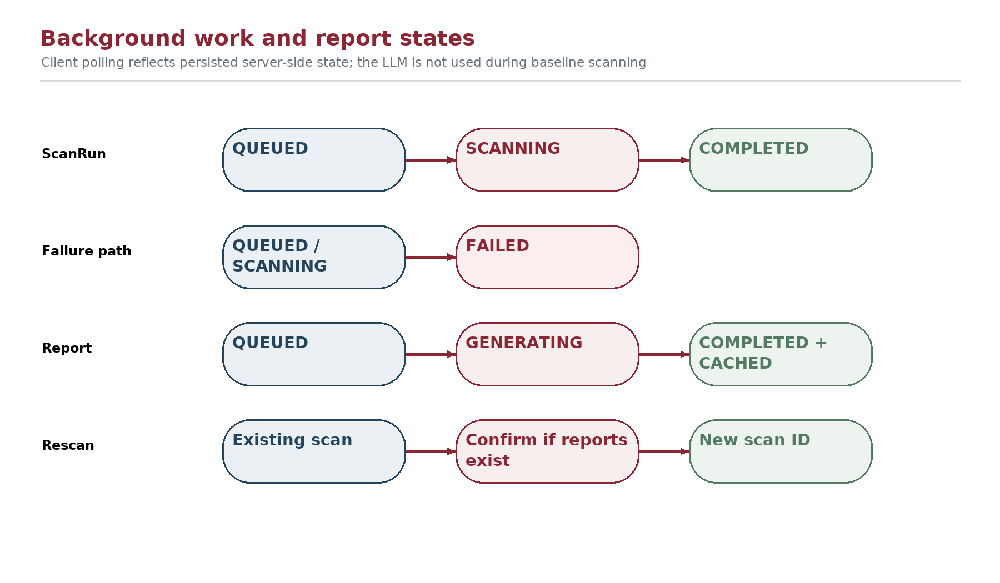 Background work and report states
Client polling reflects persisted server-side state; the LLM is not used during baseline scanning
ScanRun
QUEUED
SCANNING
COMPLETED
Failure path
QUEUED /
SCANNING
FAILED
Report
QUEUED
GENERATING
COMPLETED +
CACHED
Rescan
Existing scan
Confirm if reports
exist
New scan ID